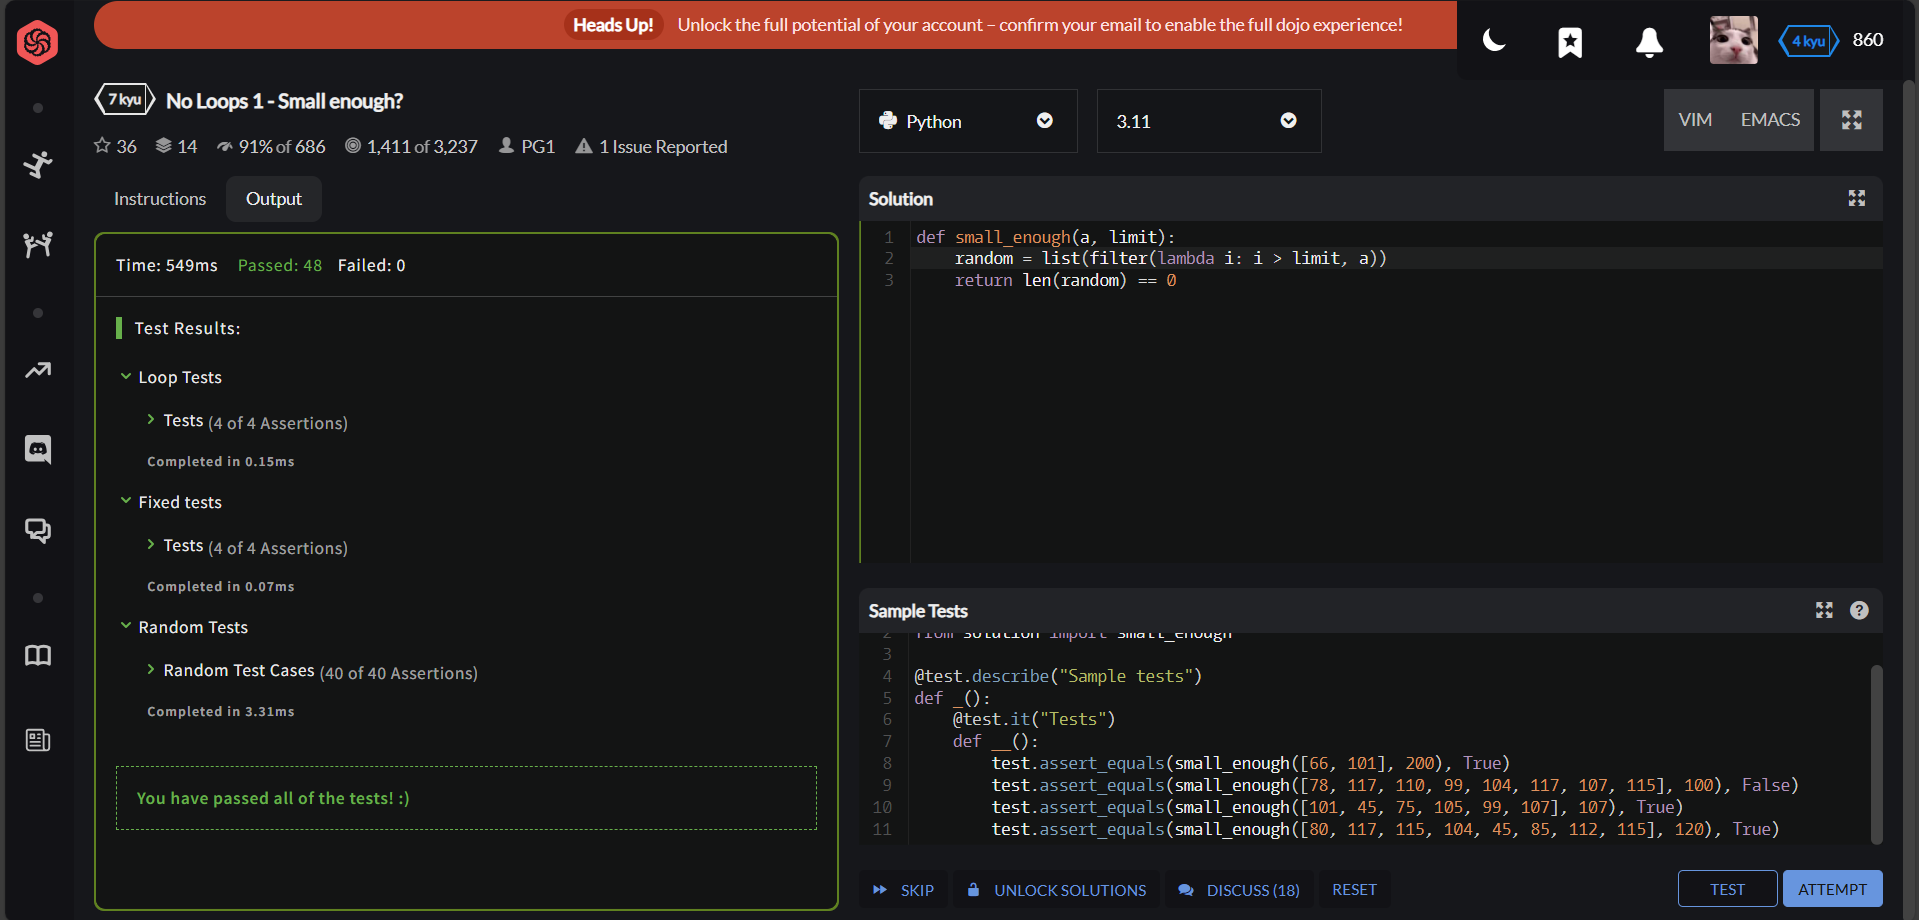 Heads Up! Unlock the full potential of your account – confirm your email to enable the full dojo experience!
4 kyu 860
7 kyu No Loops 1 - Small enough?
36 14 91% of 686 1,411 of 3,237 PG1 1 Issue Reported
Python 3.11
VIM EMACS
Instructions Output
Time: 549ms Passed: 48 Failed: 0
Test Results:
Loop Tests
Tests (4 of 4 Assertions)
Completed in 0.15ms
Fixed tests
Tests (4 of 4 Assertions)
Completed in 0.07ms
Random Tests
Random Test Cases (40 of 40 Assertions)
Completed in 3.31ms
You have passed all of the tests! :)
Solution
1 def small_enough(a, limit):
2     random = list(filter(lambda i: i > limit, a))
3     return len(random) == 0
Sample Tests
2 from solution import small_enough
3
4 @test.describe("Sample tests")
5 def _():
6     @test.it("Tests")
7     def __():
8         test.assert_equals(small_enough([66, 101], 200), True)
9         test.assert_equals(small_enough([78, 117, 110, 99, 104, 117, 107, 115], 100), False)
10         test.assert_equals(small_enough([101, 45, 75, 105, 99, 107], 107), True)
11         test.assert_equals(small_enough([80, 117, 115, 104, 45, 85, 112, 115], 120), True)
SKIP UNLOCK SOLUTIONS DISCUSS (18) RESET TEST ATTEMPT